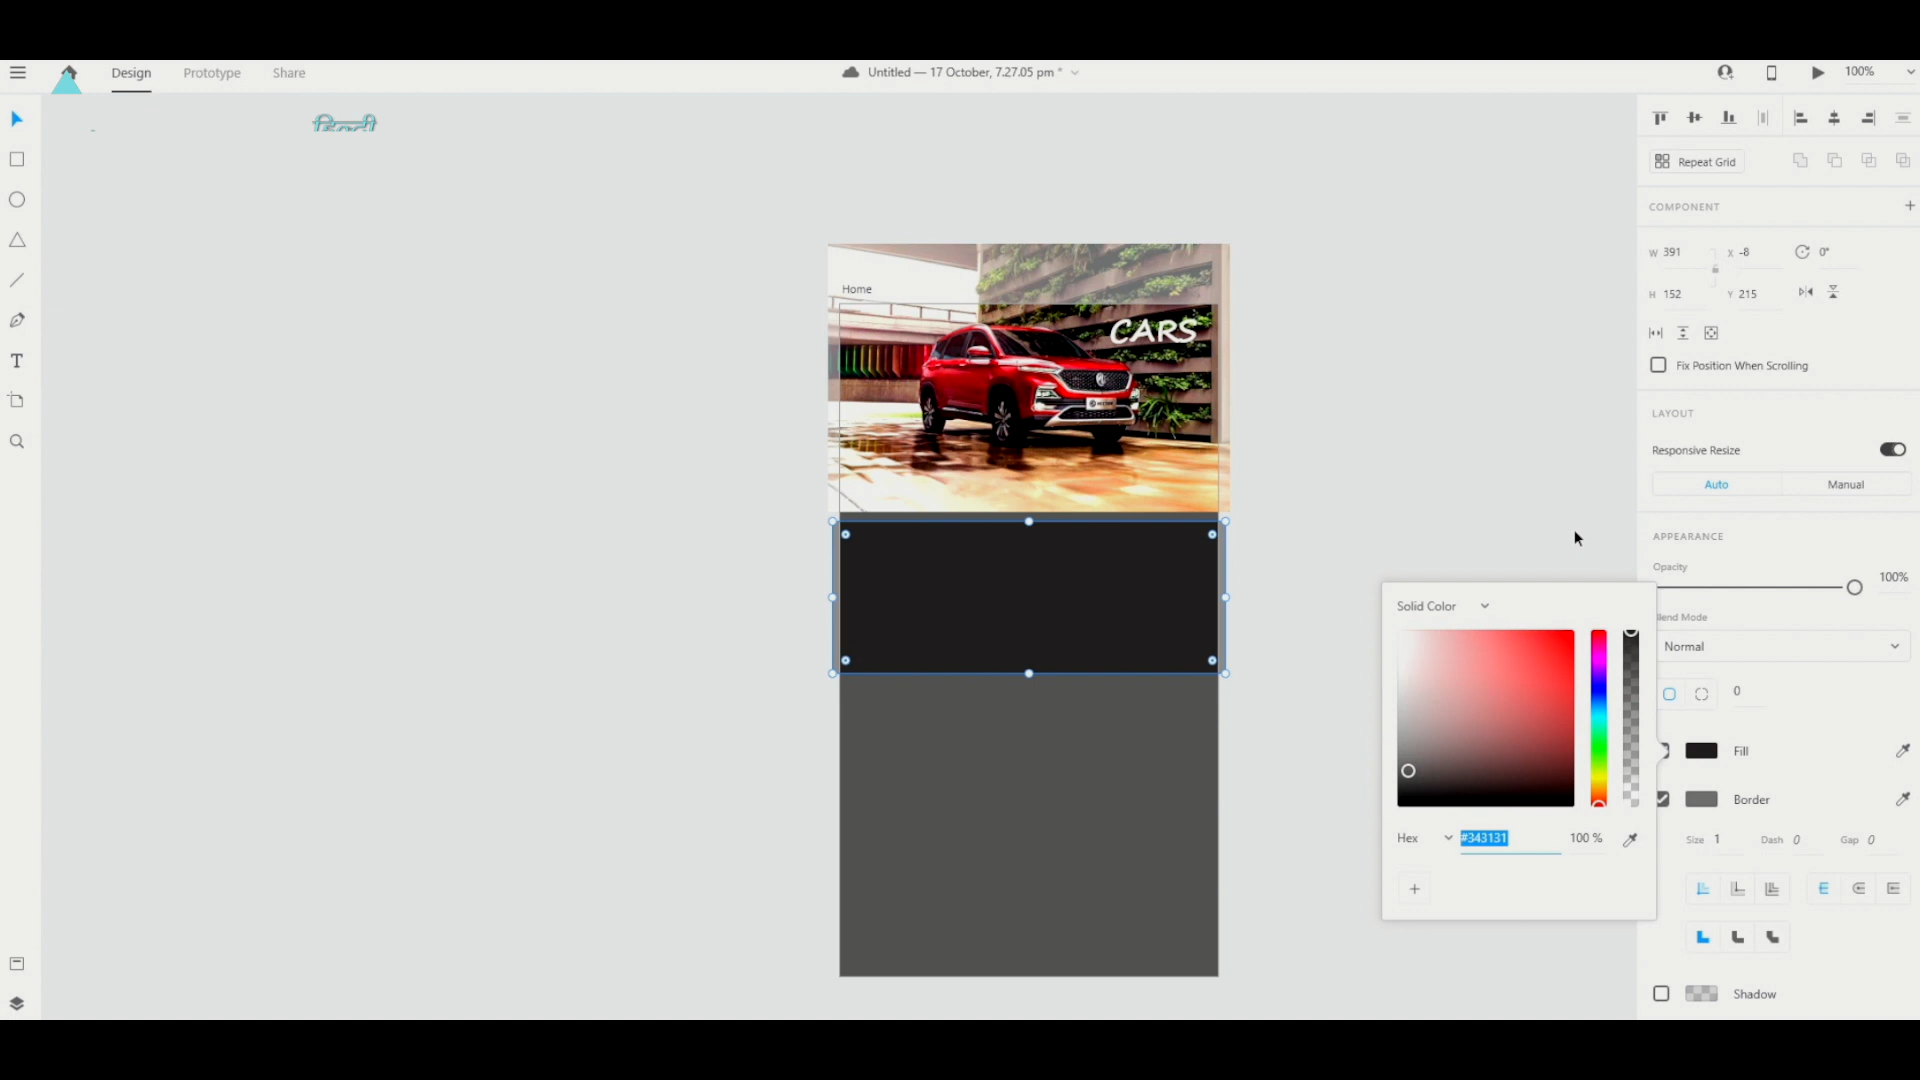 Design Prototype Share
Untitled — 17 October, 7.27.05 pm *
100%
Repeat Grid
COMPONENT
W 391 X -8 0°
H 152 Y 215
Fix Position When Scrolling
LAYOUT
Responsive Resize
Auto Manual
APPEARANCE
Opacity
100%
Blend Mode
Normal
0
Fill
Border
Size 1 Dash 0 Gap 0
Shadow
Home
CARS
Solid Color
Hex #343131 100 %